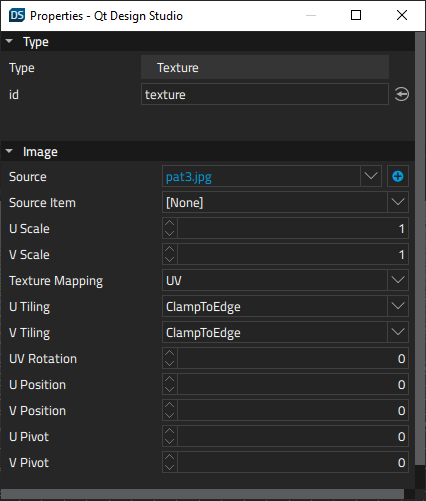 DS Properties - Qt Design Studio
Type
Type Texture
id texture
Image
Source pat3.jpg
Source Item [None]
U Scale 1
V Scale 1
Texture Mapping UV
U Tiling ClampToEdge
V Tiling ClampToEdge
UV Rotation 0
U Position 0
V Position 0
U Pivot 0
V Pivot 0